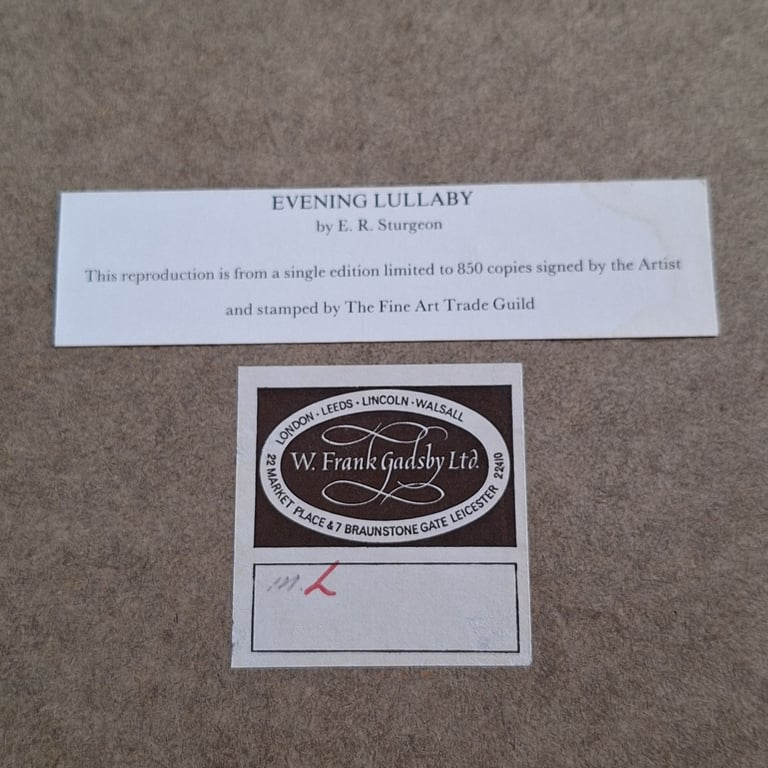 EVENING LULLABY
by E. R. Sturgeon
This reproduction is from a single edition limited to 850 copies signed by the Artist
and stamped by The Fine Art Trade Guild
LONDON · LEEDS · LINCOLN · WALSALL
W. Frank Gadsby Ltd.
22 MARKET PLACE & 7 BRAUNSTONE GATE LEICESTER 22410
m. L